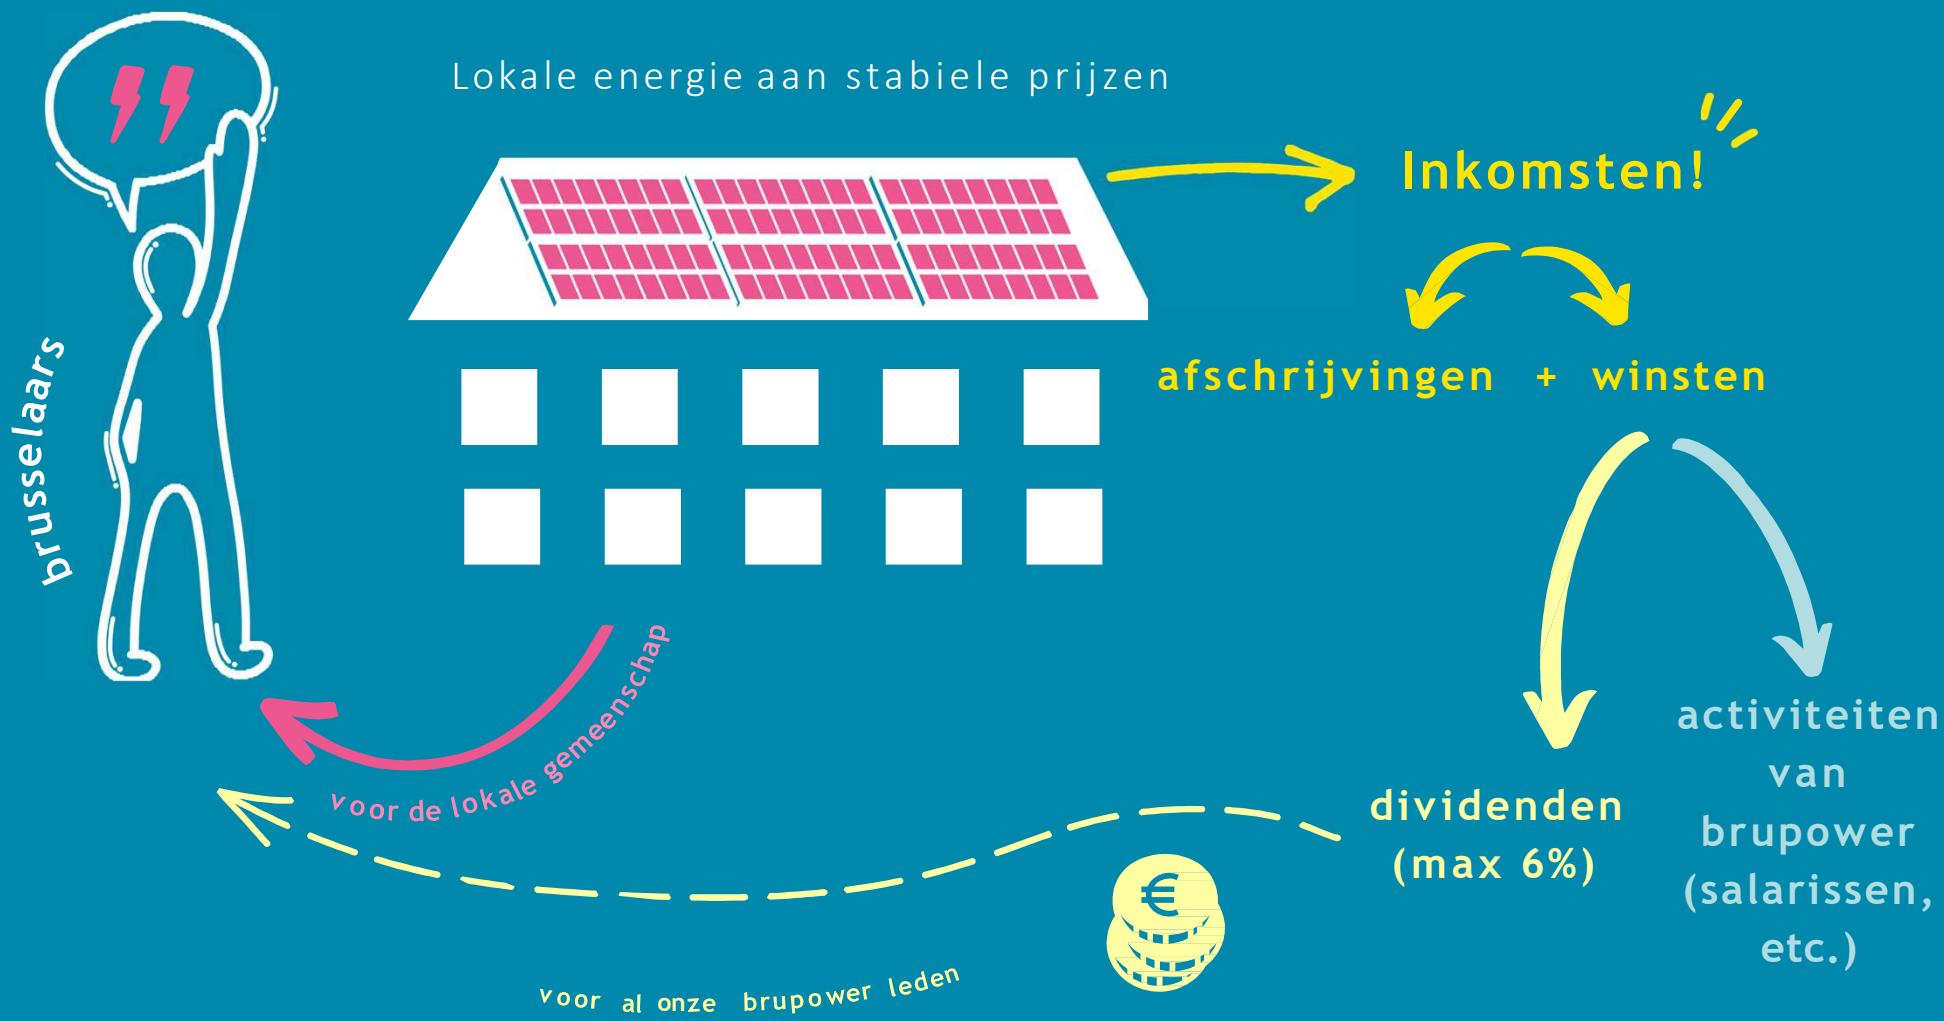 Lokale energie aan stabiele prijzen
Inkomsten!
afschrijvingen + winsten
brusselaars
voor de lokale gemeenschap
dividenden
(max 6%)
activiteiten
van
brupower
(salarissen,
etc.)
€
voor al onze brupower leden